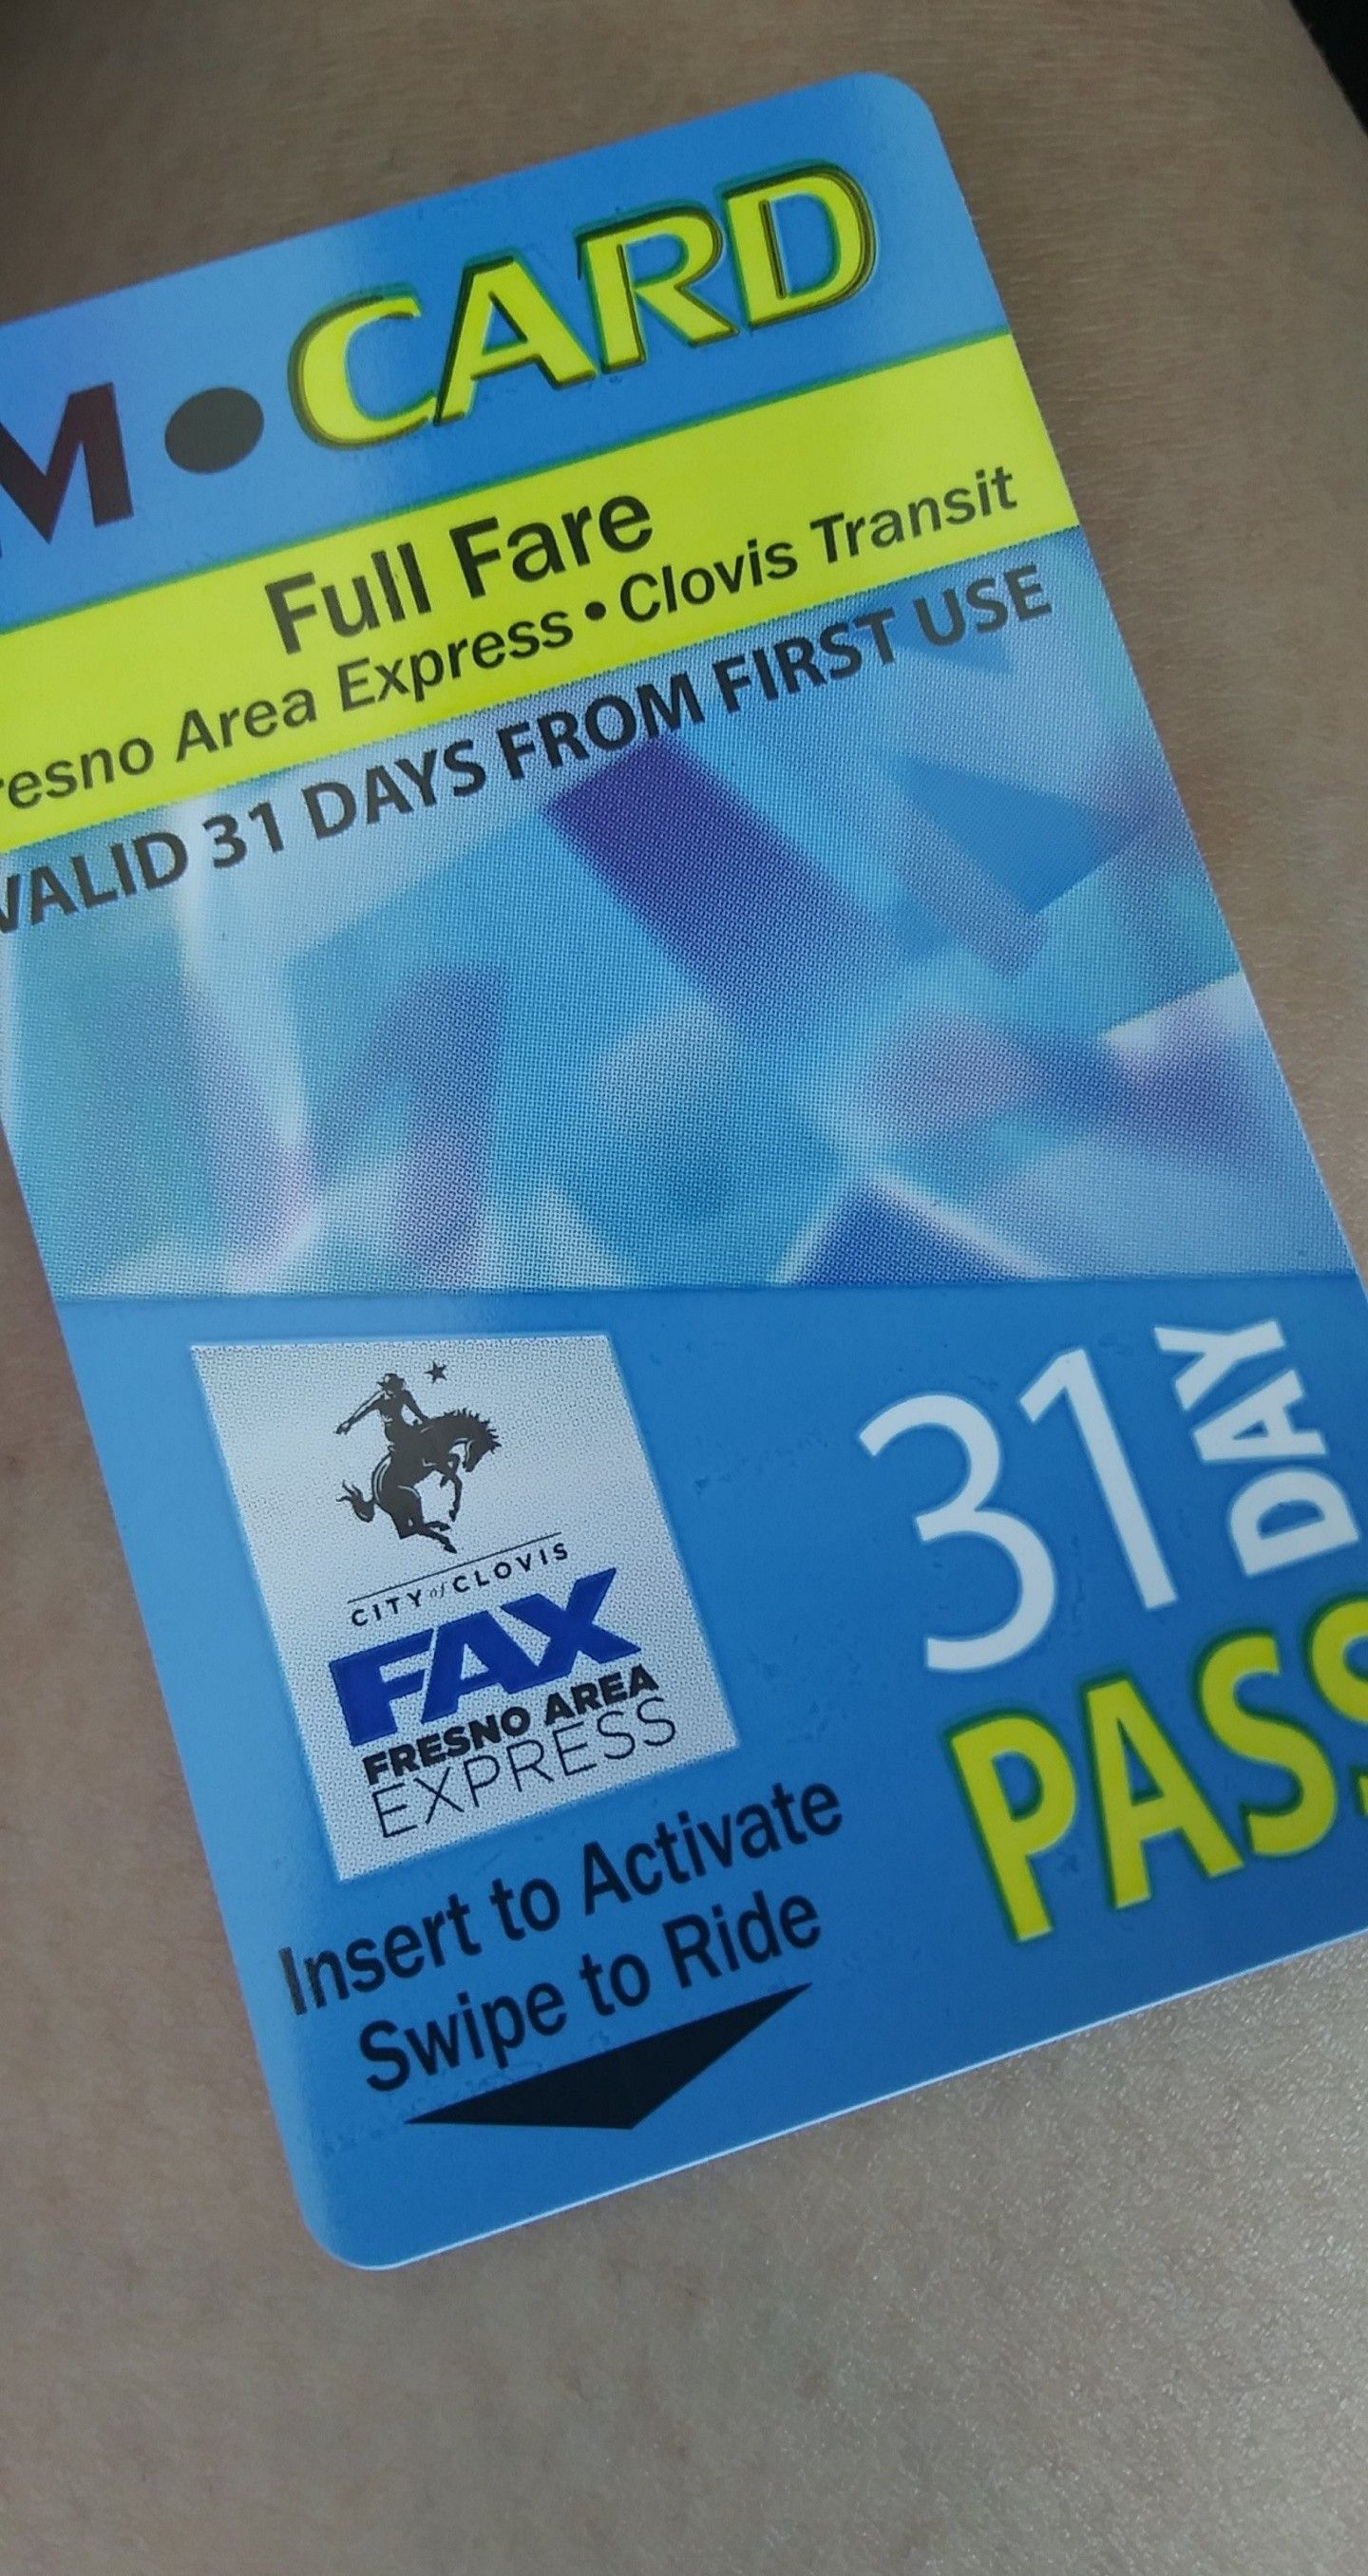 M•CARD
Full Fare
resno Area Express • Clovis Transit
VALID 31 DAYS FROM FIRST USE
CITY of CLOVIS
FAX
FRESNO AREA
EXPRESS
31 DAY
PASS
Insert to Activate
Swipe to Ride